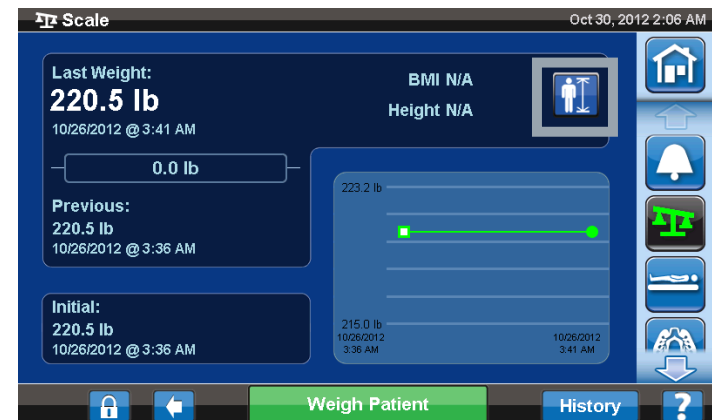 Scale
Oct 30, 2012 2:06 AM
Last Weight:
220.5 lb
10/26/2012 @ 3:41 AM
0.0 lb
Previous:
220.5 lb
10/26/2012 @ 3:36 AM
Initial:
220.5 lb
10/26/2012 @ 3:36 AM
BMI N/A
Height N/A
223.2 lb
215.0 lb
10/26/2012
3:36 AM
10/26/2012
3:41 AM
Weigh Patient
History
?